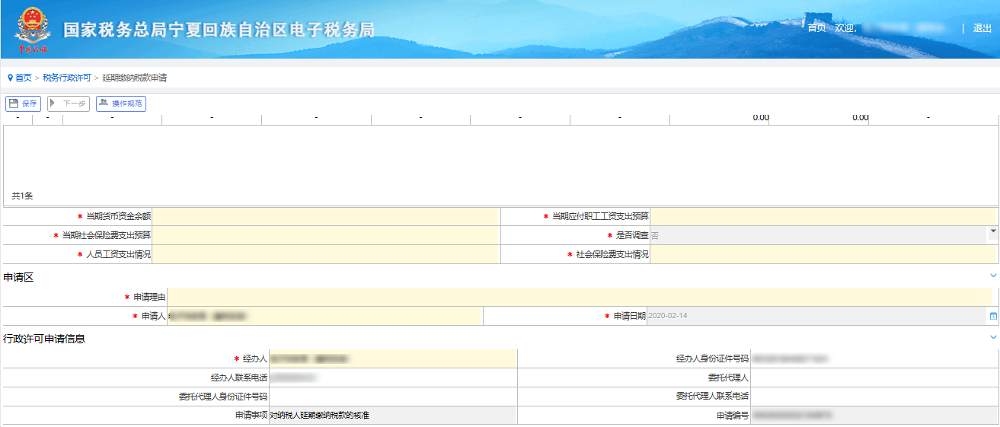 国家税务总局宁夏回族自治区电子税务局
首页 欢迎, | 退出
中国税务
首页 > 税务行政许可 > 延期缴纳税款申请
保存 下一步 操作规范
- - - - - - - - 0.00 0.00 -
共1条
* 当期货币资金余额 * 当期应付职工工资支出预算
* 当期社会保险费支出预算 * 是否调查 否
* 人员工资支出情况 * 社会保险费支出情况
申请区
* 申请理由
* 申请人 * 申请日期 2020-02-14
行政许可申请信息
* 经办人 经办人身份证件号码
经办人联系电话 委托代理人
委托代理人身份证件号码 委托代理人联系电话
申请事项 对纳税人延期缴纳税款的核准 申请编号